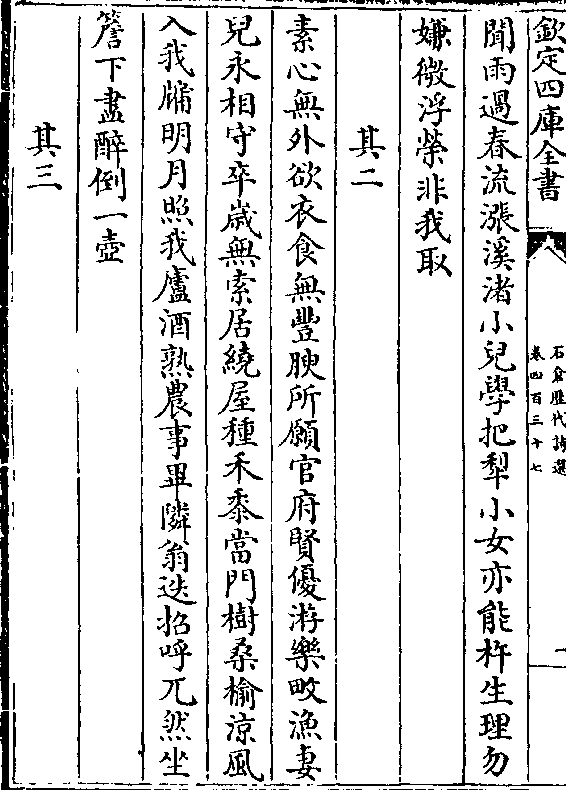 欽定四庫全書
石倉歷代詩選
卷四百三十七
一
聞雨過春流漲溪渚小兒學把犁小女亦能杵生理勿
嫌微浮榮非我取
其二
素心無外欲衣食無豐腴所願官府賢優游樂畋漁妻
兒永相守卒歲無索居繞屋種禾黍當門樹桑榆涼風
入我牖明月照我廬酒熟農事畢隣翁迭招呼兀然坐
簷下盡醉倒一壺
其三